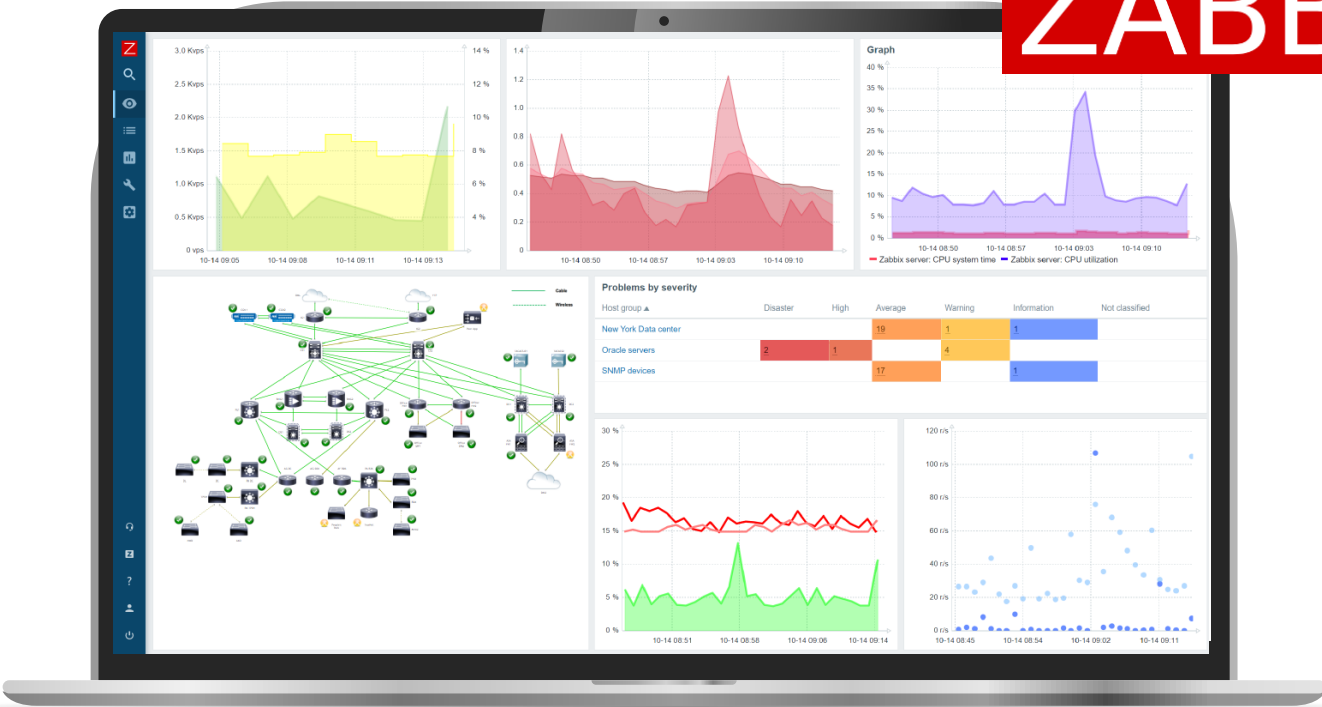 ZABB
Z
3.0 Kvps
2.5 Kvps
2.0 Kvps
1.5 Kvps
1.0 Kvps
0.5 Kvps
0 vps
14 %
12 %
10 %
8 %
6 %
4 %
10-14 09:05 10-14 09:08 10-14 09:11 10-14 09:13
1.4
1.2
1.0
0.8
0.6
0.4
0.2
0
10-14 08:50 10-14 08:57 10-14 09:03 10-14 09:10
Graph
40 %
35 %
30 %
25 %
20 %
15 %
10 %
5 %
0 %
10-14 08:50 10-14 08:57 10-14 09:03 10-14 09:10
Zabbix server: CPU system time Zabbix server: CPU utilization
Cable
Wireless
Problems by severity
Host group Disaster High Average Warning Information Not classified
New York Data center 19 1 1
Oracle servers 2 1 4
SNMP devices 17 1
30 %
25 %
20 %
15 %
10 %
5 %
0 %
10-14 08:51 10-14 08:58 10-14 09:06 10-14 09:14
120 r/s
100 r/s
80 r/s
60 r/s
40 r/s
20 r/s
0 r/s
10-14 08:45 10-14 08:54 10-14 09:02 10-14 09:11
Z
?